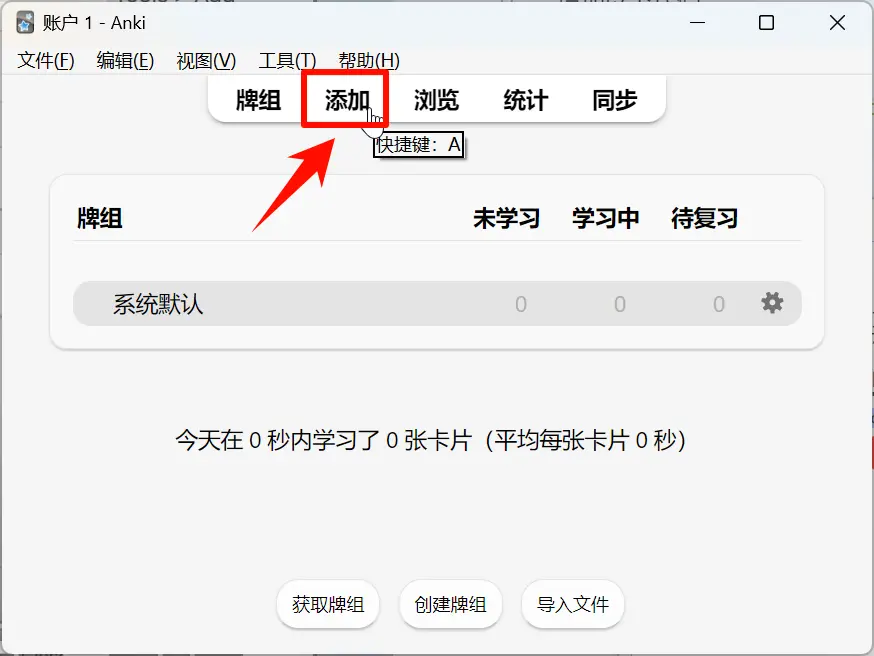 账户 1 - Anki
文件(F) 编辑(E) 视图(V) 工具(T) 帮助(H)
牌组 添加 浏览 统计 同步
快捷键：A
牌组 未学习 学习中 待复习
系统默认 0 0 0
今天在 0 秒内学习了 0 张卡片（平均每张卡片 0 秒）
获取牌组 创建牌组 导入文件